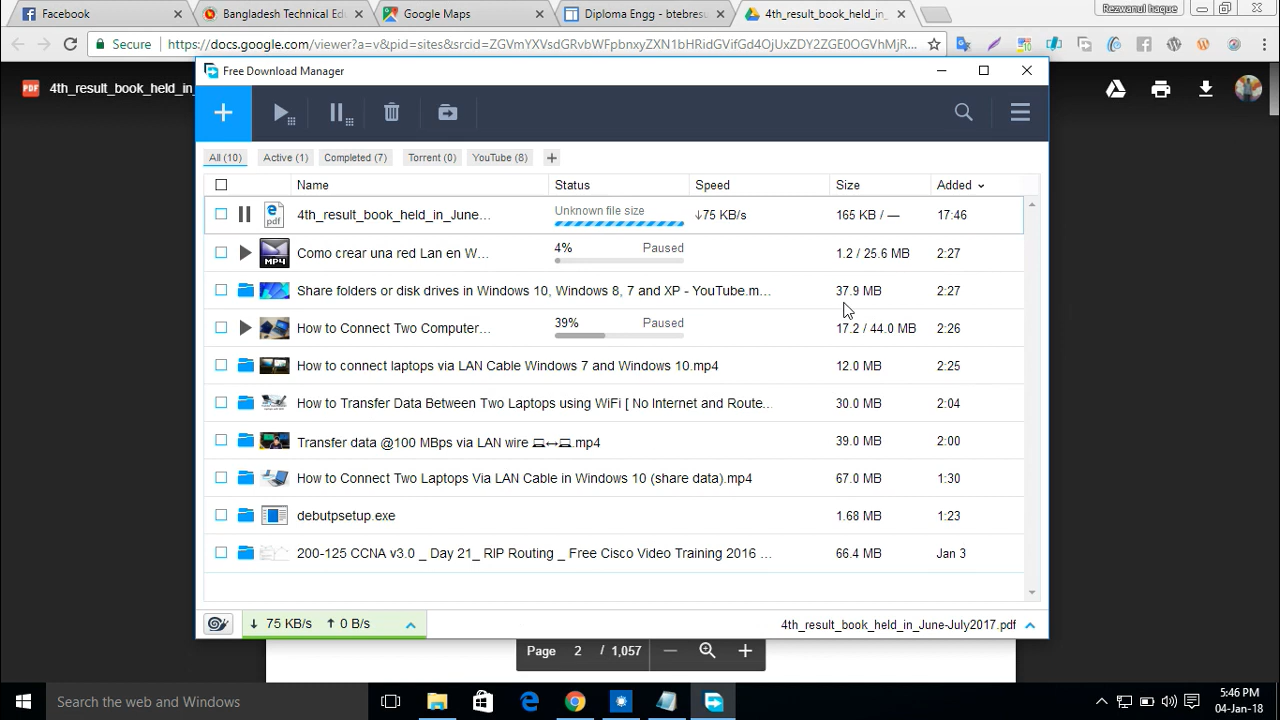 Facebook
Bangladesh Technical Edu
Google Maps
Diploma Engg - btebresu
4th_result_book_held_in_
Rezwanul haque
Secure
https://docs.google.com/viewer?a=v&pid=sites&srcid=
4th_result_book_held_in_
Free Download Manager
All (10)
Active (1)
Completed (7)
Torrent (0)
YouTube (8)
Name
Status
Speed
Size
Added
4th_result_book_held_in_June...
Unknown file size
↓75 KB/s
165 KB / —
17:46
Como crear una red Lan en W...
4%
Paused
1.2 / 25.6 MB
2:27
Share folders or disk drives in Windows 10, Windows 8, 7 and XP - YouTube.m...
37.9 MB
2:27
How to Connect Two Computer...
39%
Paused
17.2 / 44.0 MB
2:26
How to connect laptops via LAN Cable Windows 7 and Windows 10.mp4
12.0 MB
2:25
How to Transfer Data Between Two Laptops using WiFi [ No Internet and Route...
30.0 MB
2:04
Transfer data @100 MBps via LAN wire 💻↔💻.mp4
39.0 MB
2:00
How to Connect Two Laptops Via LAN Cable in Windows 10 (share data).mp4
67.0 MB
1:30
debutpsetup.exe
1.68 MB
1:23
200-125 CCNA v3.0 _ Day 21_ RIP Routing _ Free Cisco Video Training 2016 ...
66.4 MB
Jan 3
↓ 75 KB/s ↑ 0 B/s
4th_result_book_held_in_June-July2017.pdf
Page 2 / 1,057
Search the web and Windows
5:46 PM
04-Jan-18